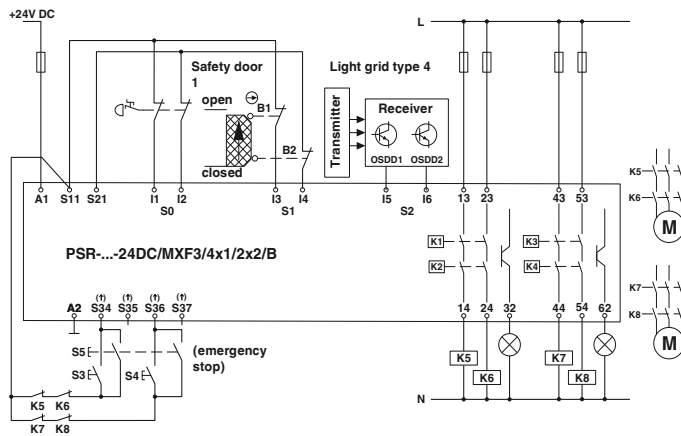 +24V DC
L
Safety door
1
Light grid type 4
open
B1
Transmitter
Receiver
OSDD1 OSDD2
B2
closed
K5
K6
M
A1 S11 S21 I1 I2 I3 I4 I5 I6 13 23 43 53
S0 S1 S2
K1 K3
K2 K4
PSR-...-24DC/MXF3/4x1/2x2/B
K7
K8
M
A2 S34 S35 S36 S37 14 24 32 44 54 62
(↑) (↑) (↑) (↑)
S5
(emergency
stop)
S3 S4
K5 K7
K6 K8
K5 K6
K7 K8
N